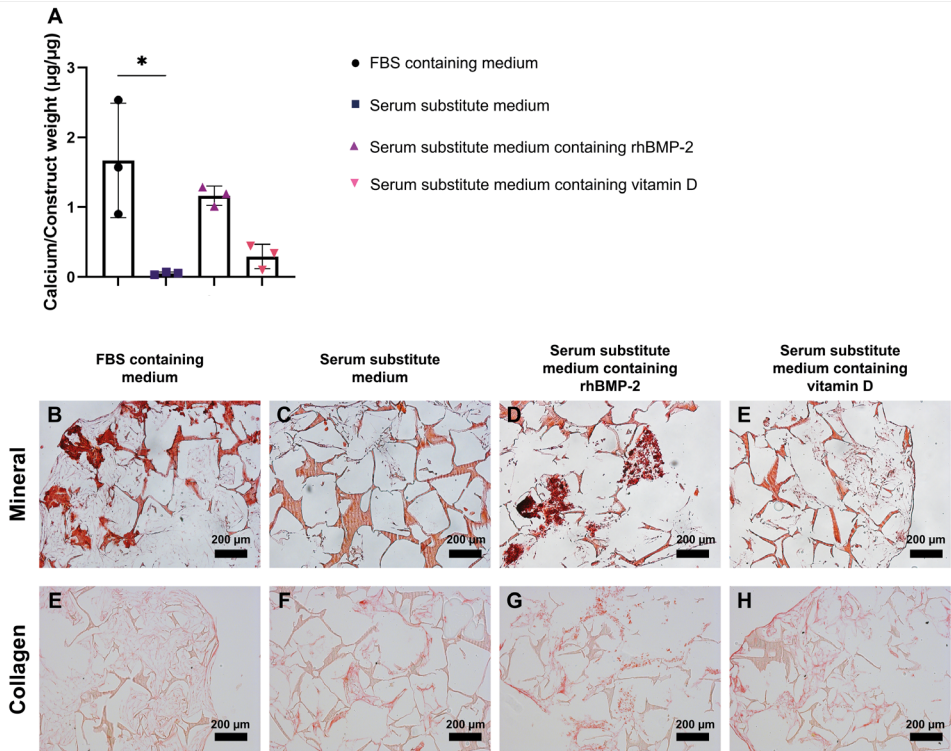 A
Calcium/Construct weight (µg/µg)
3
2
1
0
*
FBS containing medium
Serum substitute medium
Serum substitute medium containing rhBMP-2
Serum substitute medium containing vitamin D
FBS containing
medium
Serum substitute
medium
Serum substitute
medium containing
rhBMP-2
Serum substitute
medium containing
vitamin D
Mineral
B
200 µm
C
200 µm
D
200 µm
E
200 µm
Collagen
E
200 µm
F
200 µm
G
200 µm
H
200 µm